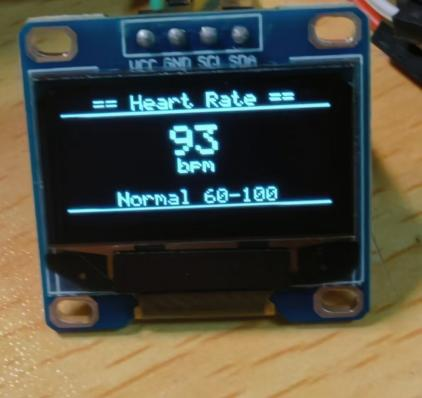 VCC GND SCL SDA
== Heart Rate ==
93
bpm
Normal 60-100